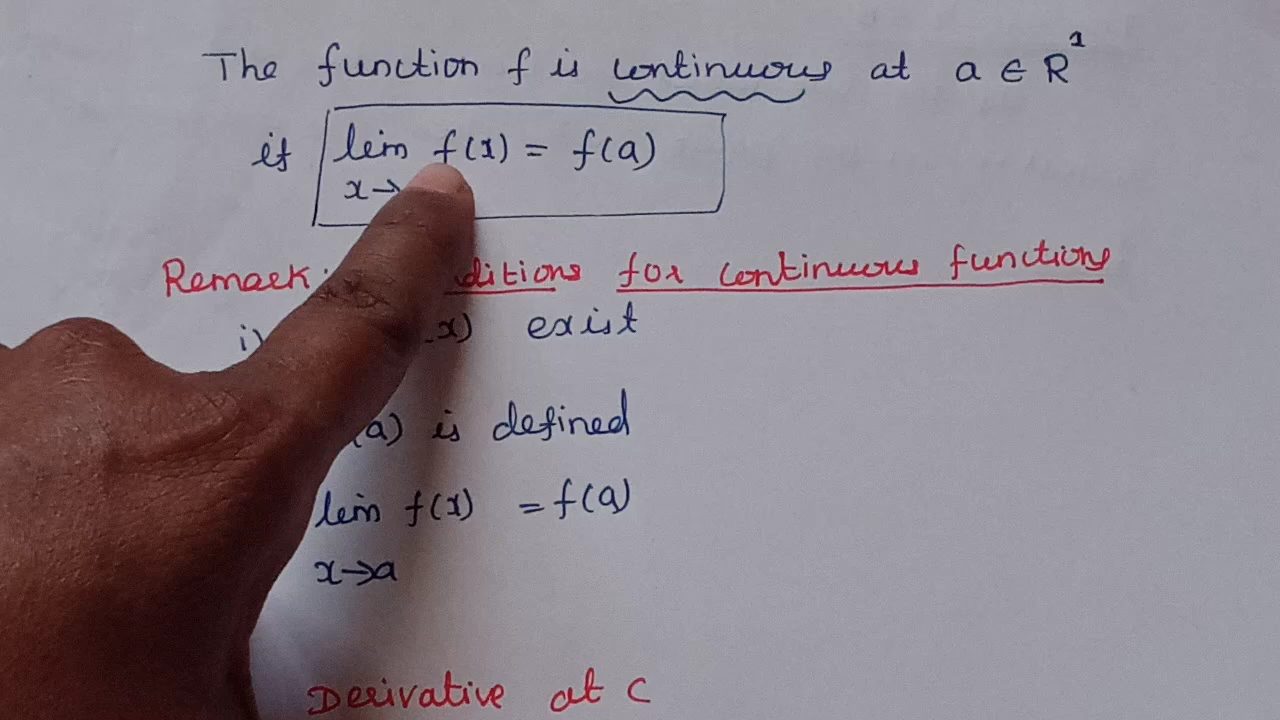 The function f is continuous at a ∈ R¹
if lim f(x) = f(a)
x→
Remark: ditions for continuous functions
i) x) exist
(a) is defined
lim f(x) = f(a)
x→a
Derivative at c